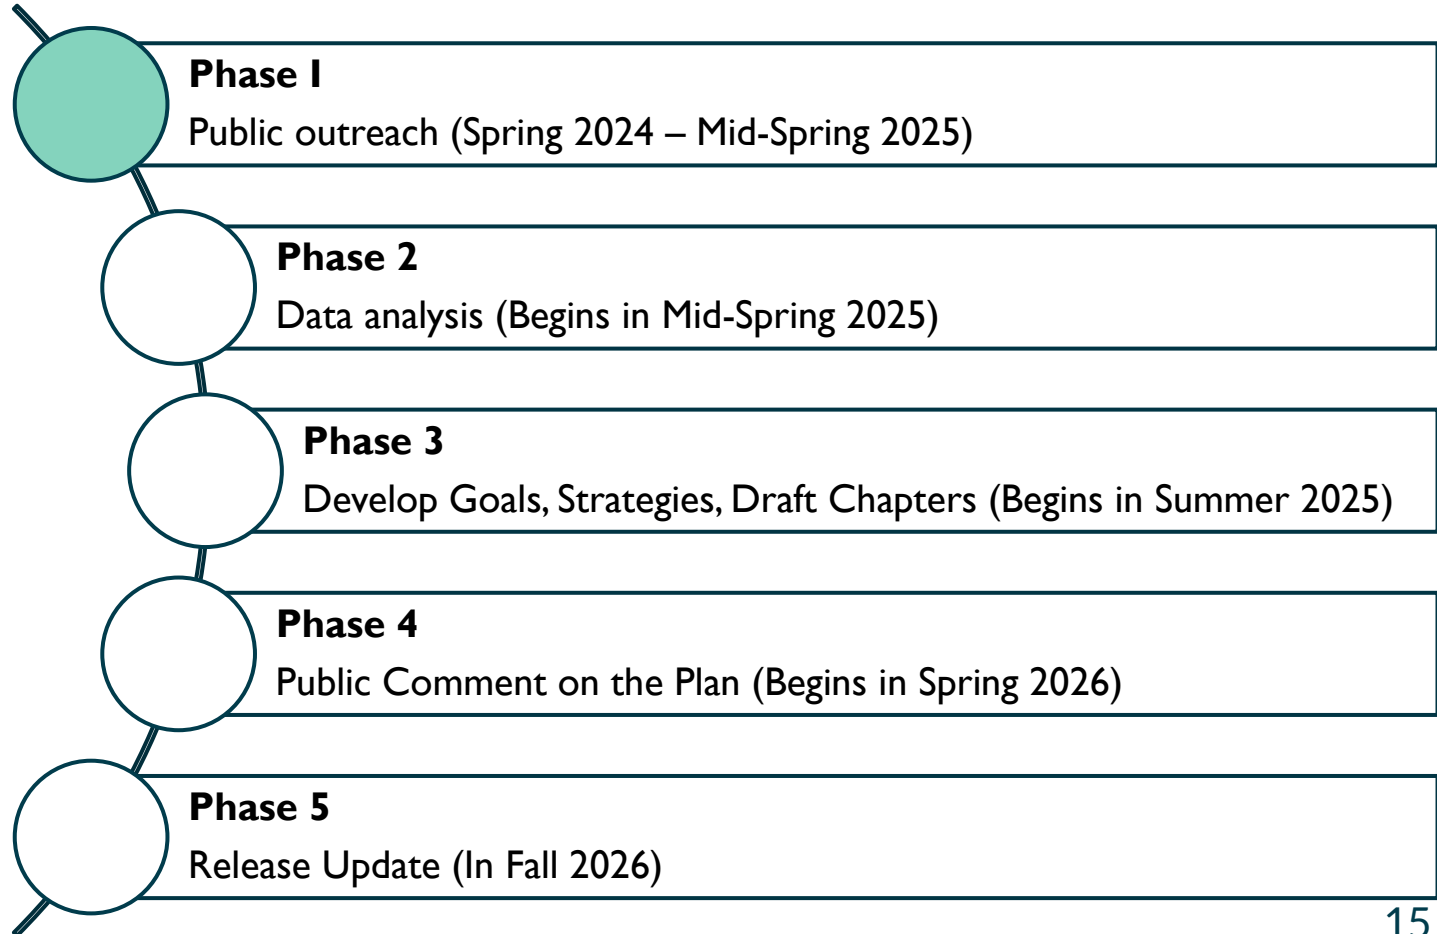 Phase 1
Public outreach (Spring 2024 – Mid-Spring 2025)
Phase 2
Data analysis (Begins in Mid-Spring 2025)
Phase 3
Develop Goals, Strategies, Draft Chapters (Begins in Summer 2025)
Phase 4
Public Comment on the Plan (Begins in Spring 2026)
Phase 5
Release Update (In Fall 2026)
15